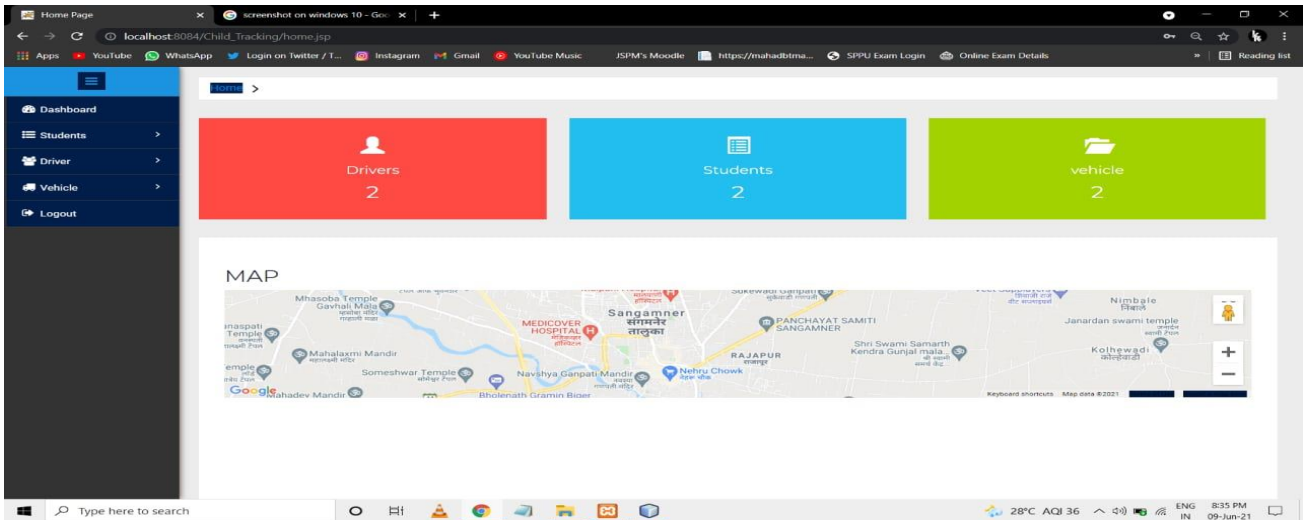 Home Page
screenshot on windows 10 - Goo
localhost:8084/Child_Tracking/home.jsp
Apps YouTube WhatsApp Login on Twitter / T... Instagram Gmail YouTube Music JSPM's Moodle https://mahadbtma... SPPU Exam Login Online Exam Details » Reading list
Home >
Dashboard
Students >
Driver >
Vehicle >
Logout
Drivers
2
Students
2
vehicle
2
MAP
Mhasoba Temple
Gavhali Mala
Sangamner
संगमनेर
तालुका
MEDICOVER
HOSPITAL
PANCHAYAT SAMITI
SANGAMNER
Nimbale
निंबाले
Janardan swami temple
Temple
Mahalaxmi Mandir
Someshwar Temple
Navshya Ganpati Mandir
RAJAPUR
राजापूर
Nehru Chowk
Shri Swami Samarth
Kendra Gunjal mala...
Kolhewadi
कोल्हेवाडी
Google
Mahadev Mandir
Bholenath Gramin Biger
Keyboard shortcuts Map data ©2021
+
−
Type here to search
28°C AQI 36
ENG
IN
8:35 PM
09-Jun-21